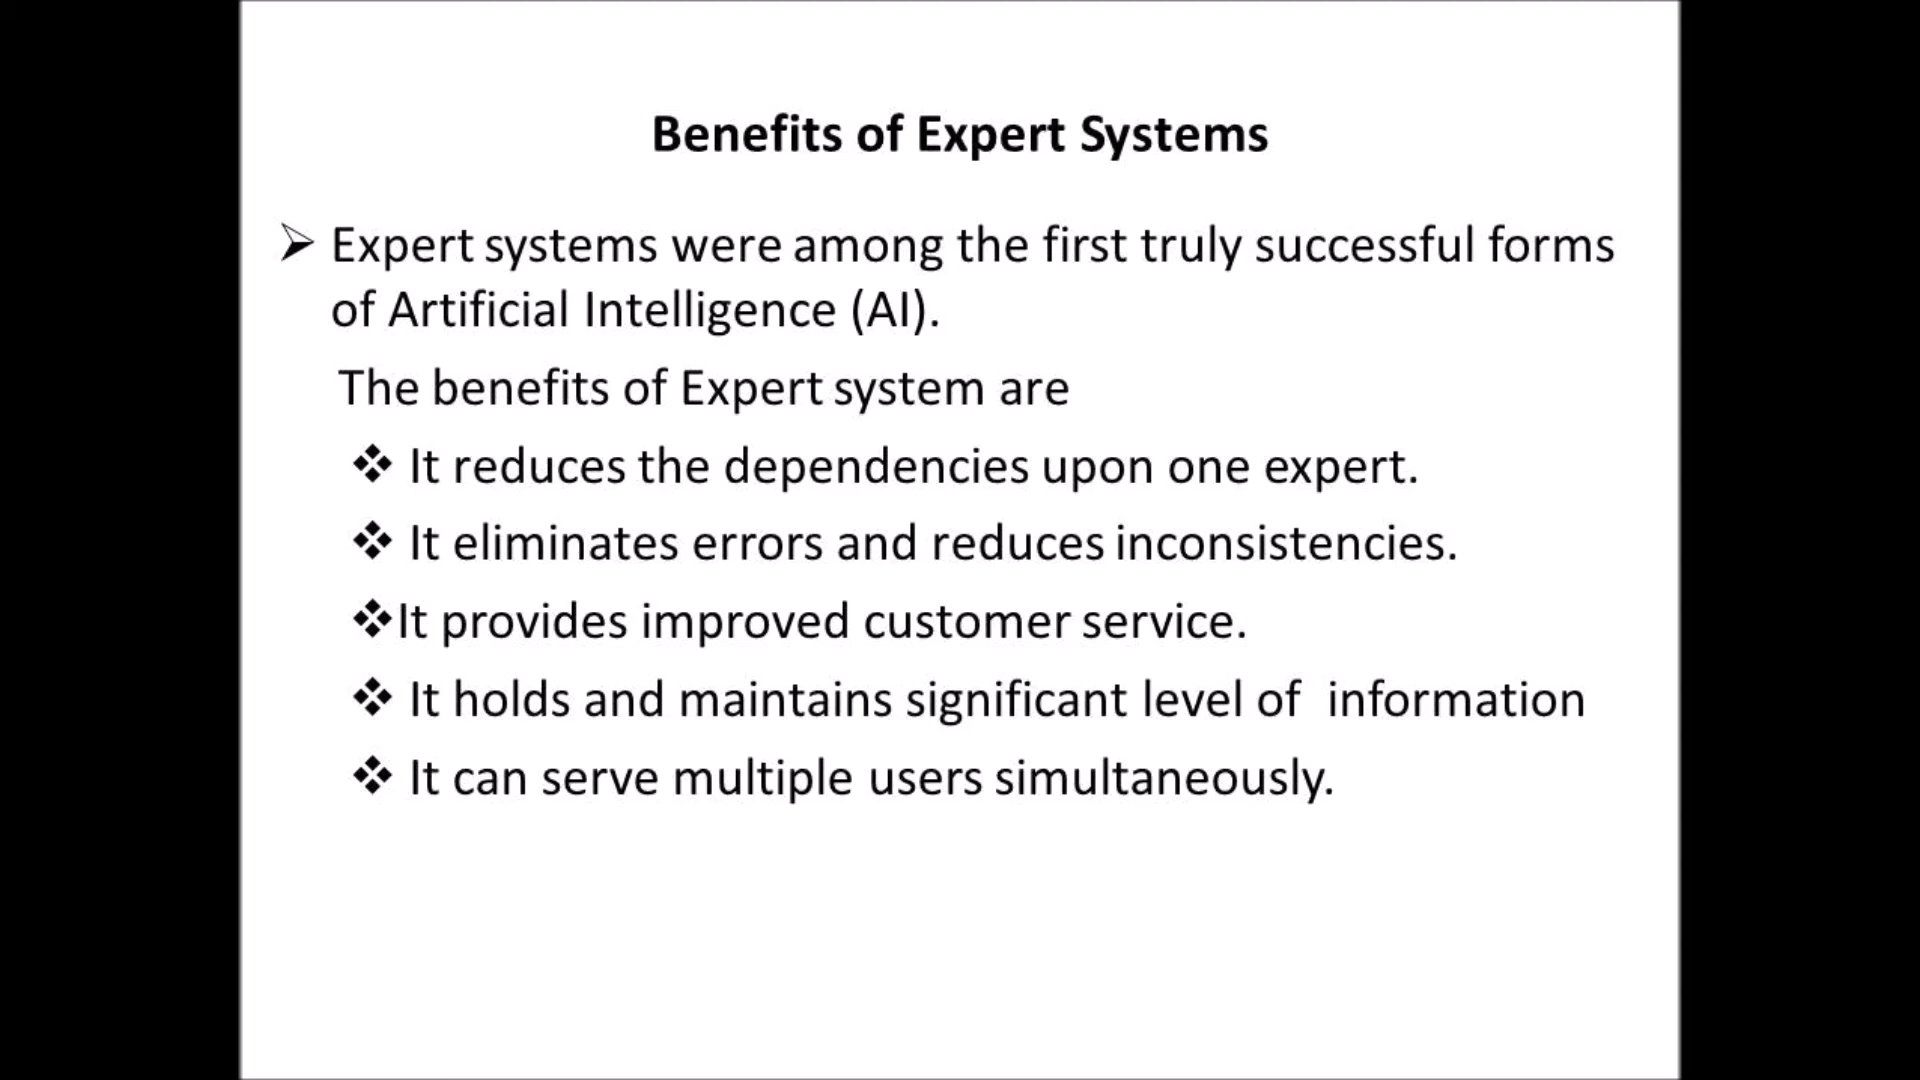 Benefits of Expert Systems
➢ Expert systems were among the first truly successful forms
of Artificial Intelligence (AI).
The benefits of Expert system are
❖ It reduces the dependencies upon one expert.
❖ It eliminates errors and reduces inconsistencies.
❖It provides improved customer service.
❖ It holds and maintains significant level of  information
❖ It can serve multiple users simultaneously.